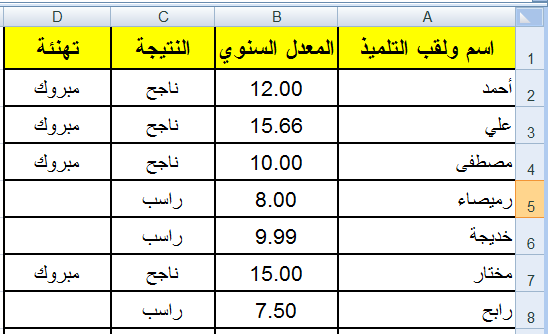 A B C D
1 اسم ولقب التلميذ المعدل السنوي النتيجة تهنئة
2 أحمد 12.00 ناجح مبروك
3 علي 15.66 ناجح مبروك
4 مصطفى 10.00 ناجح مبروك
5 رميصاء 8.00 راسب
6 خديجة 9.99 راسب
7 مختار 15.00 ناجح مبروك
8 رابح 7.50 راسب